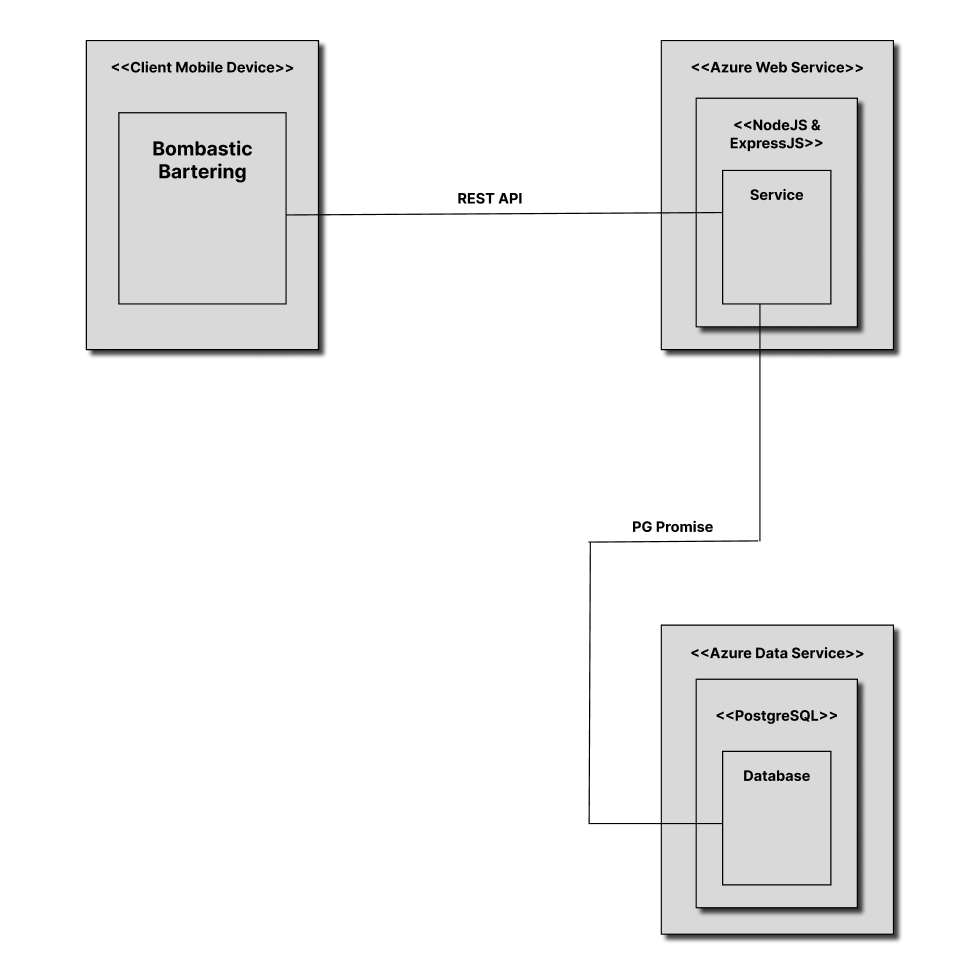 <<Client Mobile Device>>
Bombastic
Bartering
REST API
<<Azure Web Service>>
<<NodeJS &
ExpressJS>>
Service
PG Promise
<<Azure Data Service>>
<<PostgreSQL>>
Database